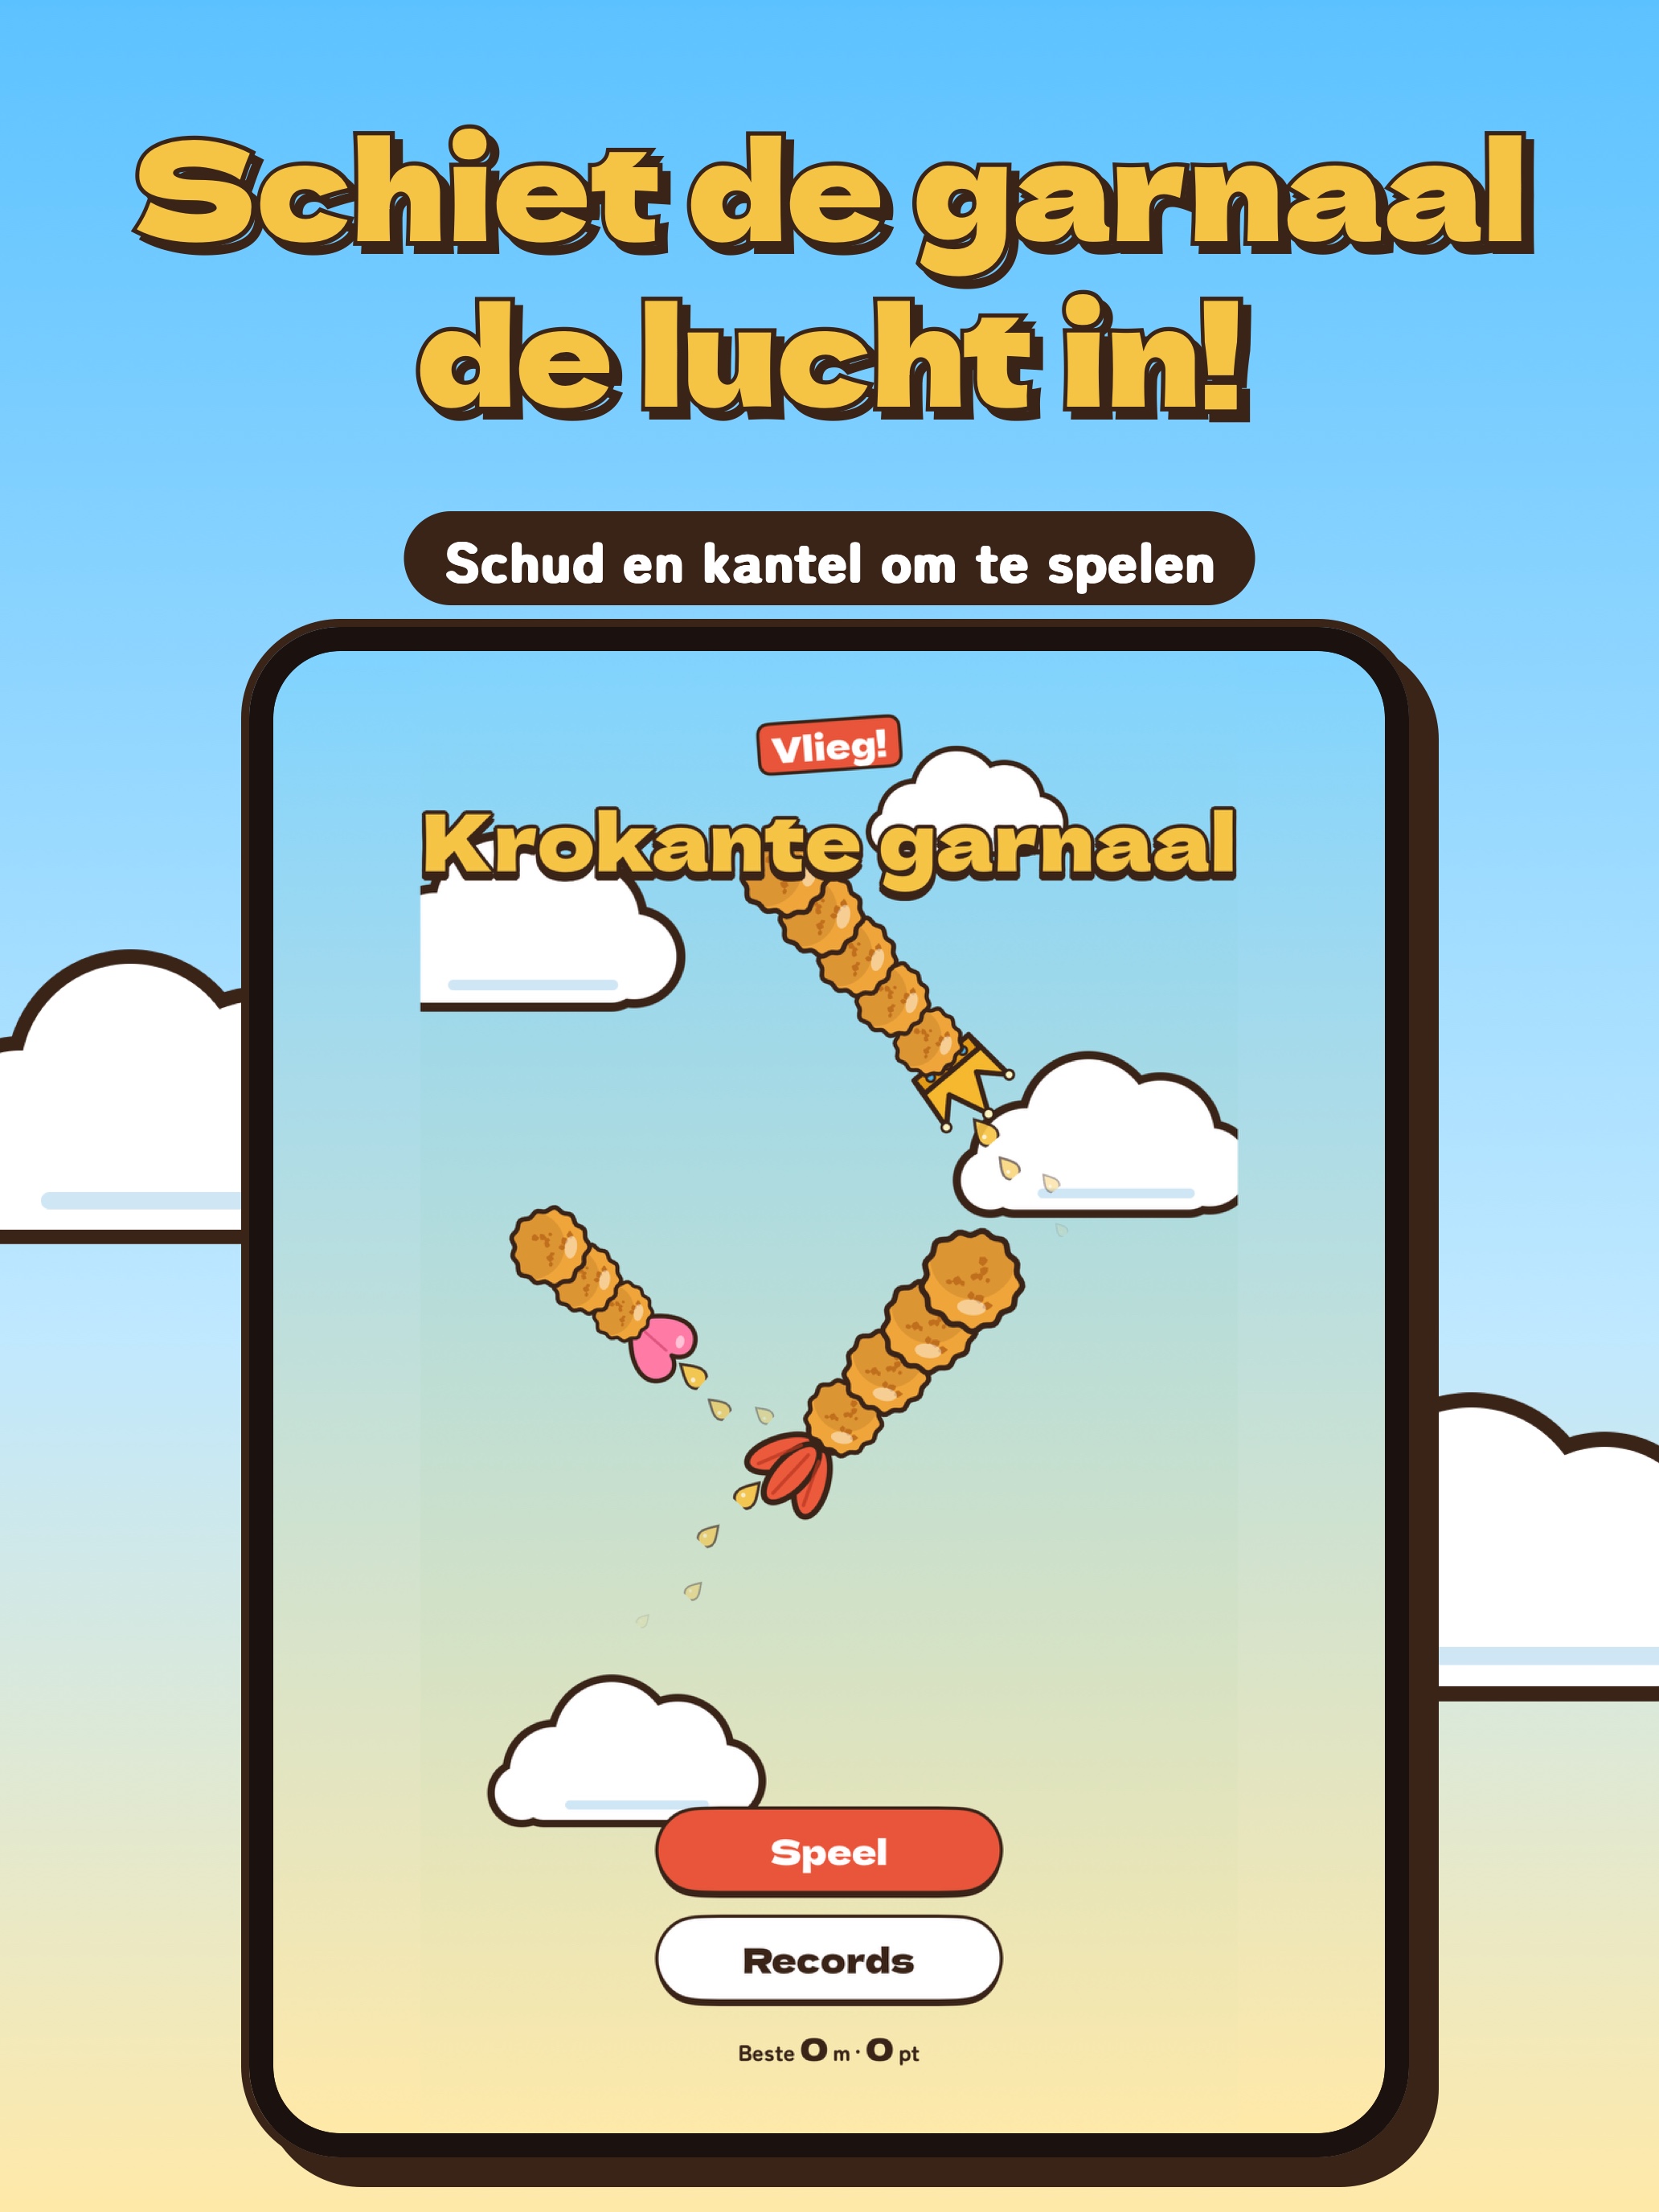 Schiet de garnaal
de lucht in!
Schud en kantel om te spelen
Vlieg!
Krokante garnaal
Speel
Records
Beste 0 m · 0 pt